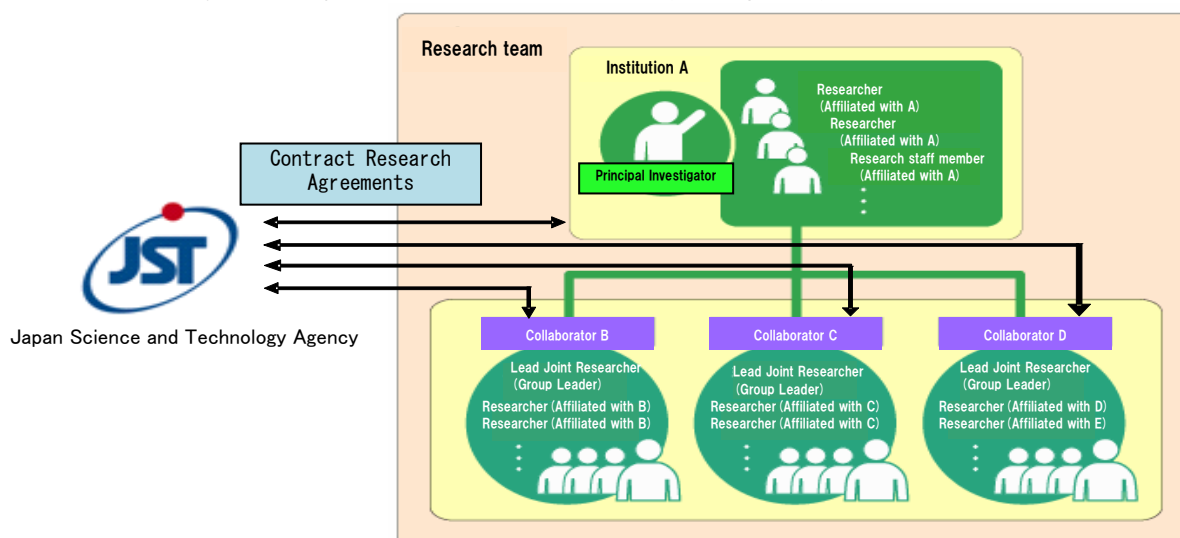 Research team
Institution A
Researcher
(Affiliated with A)
Researcher
(Affiliated with A)
Research staff member
(Affiliated with A)
Principal Investigator
Contract Research
Agreements
JST
Japan Science and Technology Agency
Collaborator B
Lead Joint Researcher
(Group Leader)
Researcher (Affiliated with B)
Researcher (Affiliated with B)
Collaborator C
Lead Joint Researcher
(Group Leader)
Researcher (Affiliated with C)
Researcher (Affiliated with C)
Collaborator D
Lead Joint Researcher
(Group Leader)
Researcher (Affiliated with D)
Researcher (Affiliated with E)